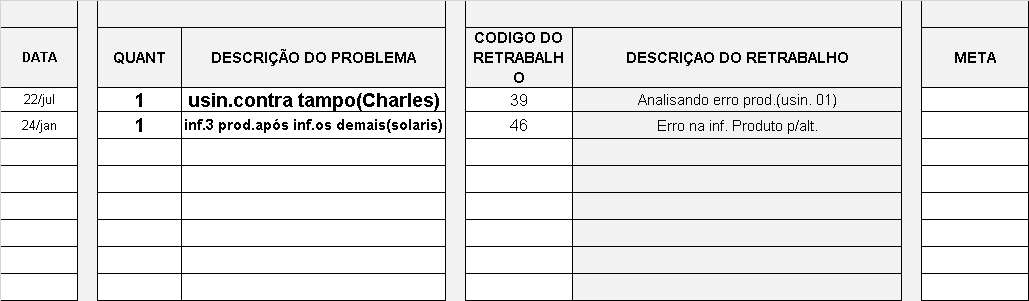 DATA QUANT DESCRIÇÃO DO PROBLEMA CODIGO DO RETRABALH O DESCRIÇAO DO RETRABALHO META
22/jul 1 usin.contra tampo(Charles) 39 Analisando erro prod.(usin. 01)
24/jan 1 inf.3 prod.após inf.os demais(solaris) 46 Erro na inf. Produto p/alt.